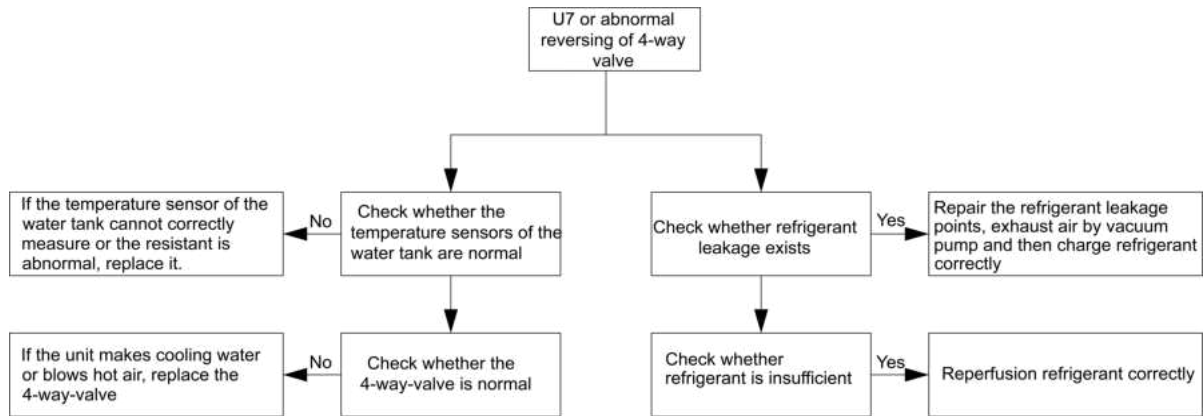 U7 or abnormal
reversing of 4-way
valve
If the temperature sensor of the
water tank cannot correctly
measure or the resistant is
abnormal, replace it.
No
Check whether the
temperature sensors of the
water tank are normal
Check whether refrigerant
leakage exists
Yes
Repair the refrigerant leakage
points, exhaust air by vacuum
pump and then charge refrigerant
correctly
If the unit makes cooling water
or blows hot air, replace the
4-way-valve
No
Check whether the
4-way-valve is normal
Check whether
refrigerant is insufficient
Yes
Reperfusion refrigerant correctly